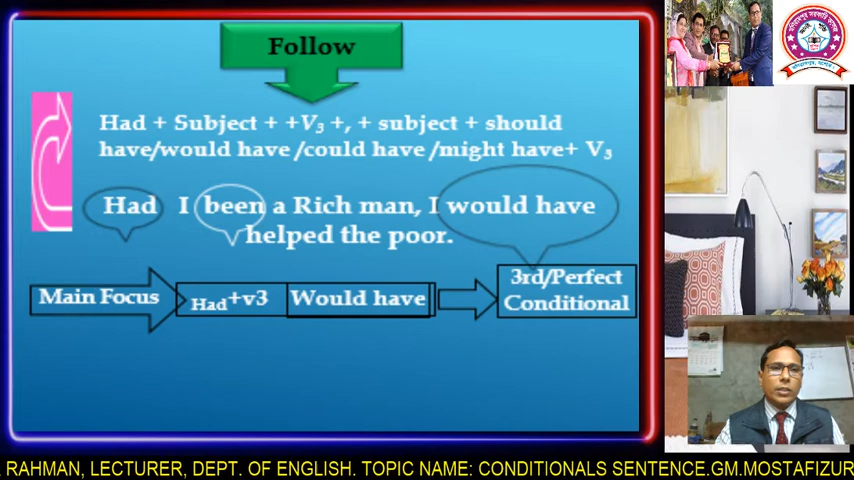 Follow
Had + Subject + +V₃ +, + subject + should
have/would have /could have /might have+ V₃
Had I been a Rich man, I would have
helped the poor.
Main Focus
Had+v3
Would have
3rd/Perfect
Conditional
RAHMAN, LECTURER, DEPT. OF ENGLISH. TOPIC NAME: CONDITIONALS SENTENCE.GM.MOSTAFIZUR